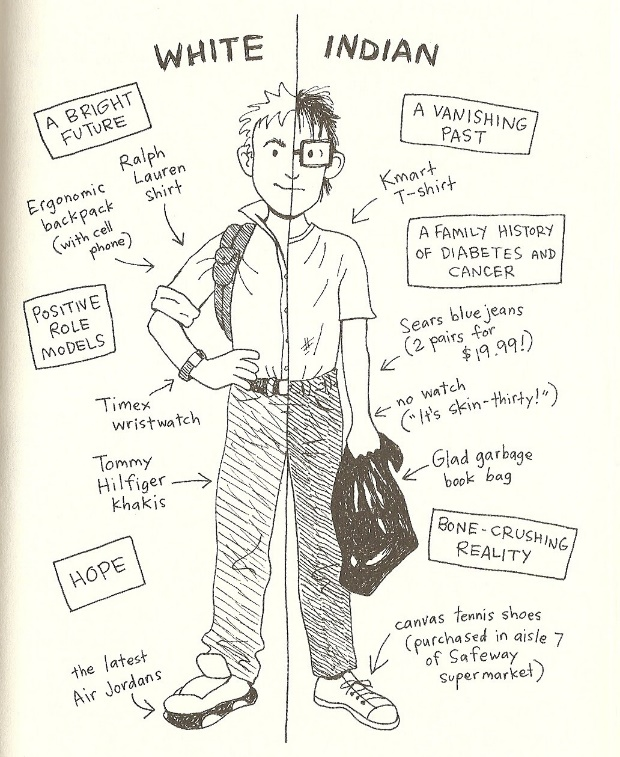 WHITE
INDIAN
A BRIGHT
FUTURE
Ralph
Lauren
Shirt
Ergonomic
backpack
(with cell
phone)
POSITIVE
ROLE
MODELS
Timex
wristwatch
Tommy
Hilfiger
khakis
HOPE
the latest
Air Jordans
A VANISHING
PAST
Kmart
T-shirt
A FAMILY HISTORY
OF DIABETES AND
CANCER
Sears blue jeans
(2 pairs for
$19.99!)
no watch
("It's skin-thirty!")
Glad garbage
book bag
BONE-CRUSHING
REALITY
canvas tennis shoes
(purchased in aisle 7
of Safeway
supermarket)